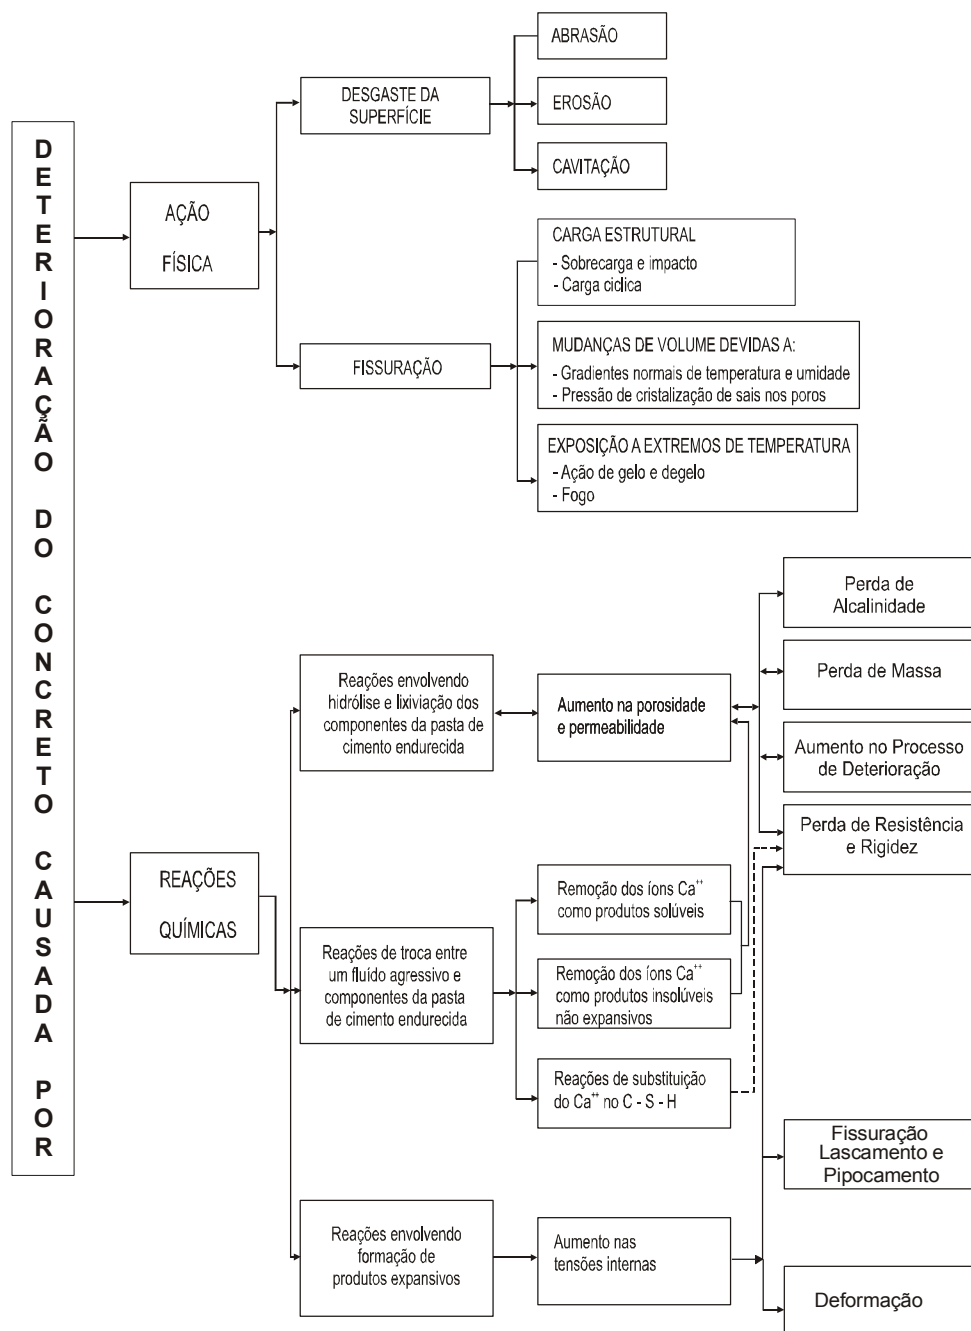 DETERIORAÇÃO DO CONCRETO CAUSADA POR
AÇÃO
FÍSICA
DESGASTE DA
SUPERFÍCIE
ABRASÃO
EROSÃO
CAVITAÇÃO
FISSURAÇÃO
CARGA ESTRUTURAL
- Sobrecarga e impacto
- Carga ciclica
MUDANÇAS DE VOLUME DEVIDAS A:
- Gradientes normais de temperatura e umidade
- Pressão de cristalização de sais nos poros
EXPOSIÇÃO A EXTREMOS DE TEMPERATURA
- Ação de gelo e degelo
- Fogo
REAÇÕES
QUÍMICAS
Reações envolvendo
hidrólise e lixiviação dos
componentes da pasta de
cimento endurecida
Aumento na porosidade
e permeabilidade
Perda de
Alcalinidade
Perda de Massa
Aumento no Processo
de Deterioração
Perda de Resistência
e Rigidez
Reações de troca entre
um fluído agressivo e
componentes da pasta
de cimento endurecida
Remoção dos íons Ca⁺⁺
como produtos solúveis
Remoção dos íons Ca⁺⁺
como produtos insolúveis
não expansivos
Reações de substituição
do Ca⁺⁺ no C - S - H
Reações envolvendo
formação de
produtos expansivos
Aumento nas
tensões internas
Fissuração
Lascamento e
Pipocamento
Deformação